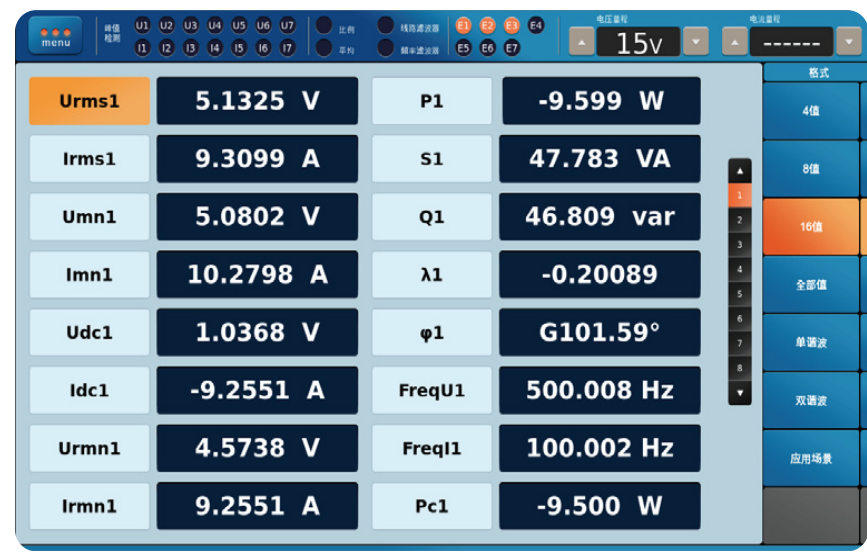 menu
峰值
检测
U1 U2 U3 U4 U5 U6 U7
I1 I2 I3 I4 I5 I6 I7
比例
平均
线路滤波器
频率滤波器
E1 E2 E3 E4
E5 E6 E7
电压量程
15V
电流量程
------
格式
Urms1 5.1325 V P1 -9.599 W
Irms1 9.3099 A S1 47.783 VA
Umn1 5.0802 V Q1 46.809 var
Imn1 10.2798 A λ1 -0.20089
Udc1 1.0368 V φ1 G101.59°
Idc1 -9.2551 A FreqU1 500.008 Hz
Urmn1 4.5738 V FreqI1 100.002 Hz
Irmn1 9.2551 A Pc1 -9.500 W
1
2
3
4
5
6
7
8
4值
8值
16值
全部值
单谐波
双谐波
应用场景